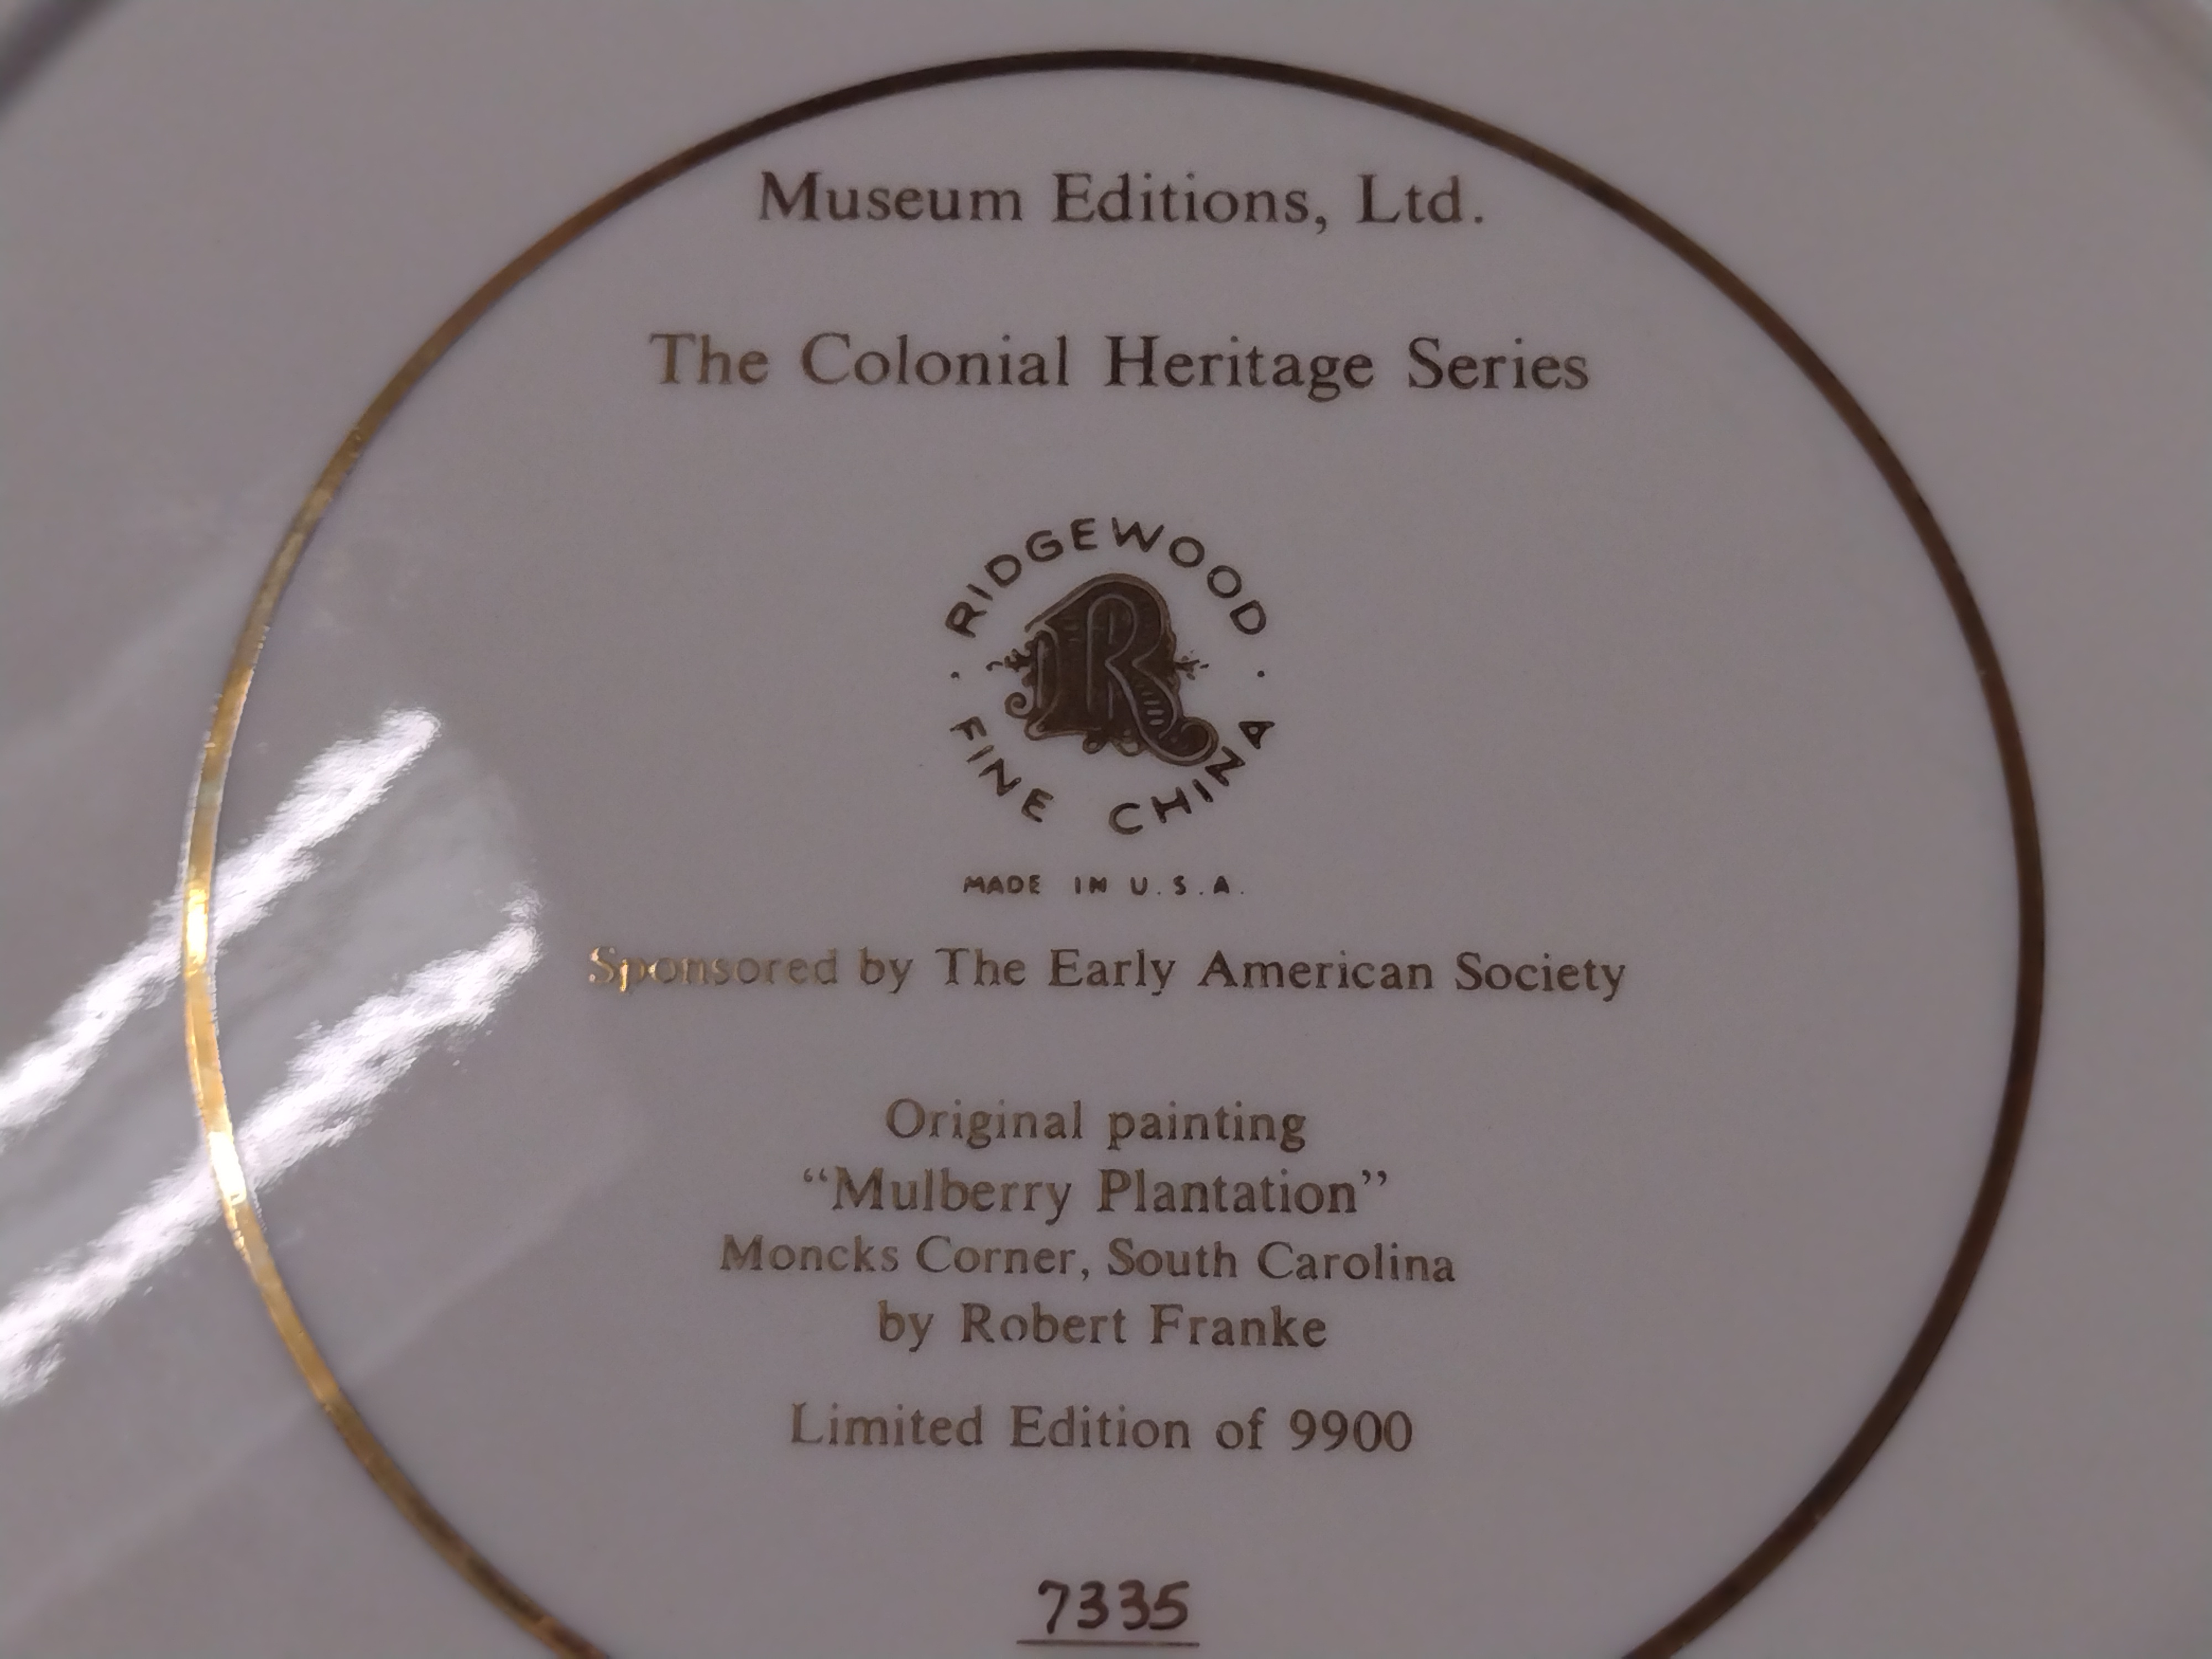 Museum Editions, Ltd.
The Colonial Heritage Series
· RIDGEWOOD ·
R
FINE CHINA
MADE IN U.S.A.
Sponsored by The Early American Society
Original painting
“Mulberry Plantation”
Moncks Corner, South Carolina
by Robert Franke
Limited Edition of 9900
7335